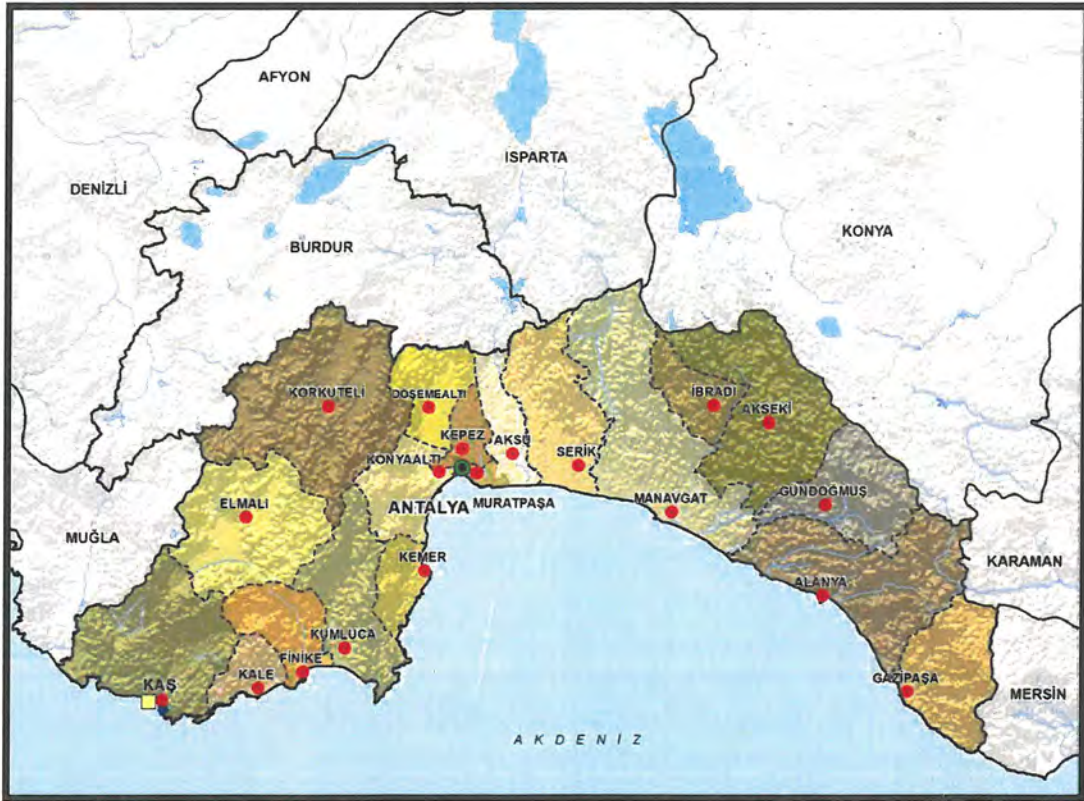 AFYON
ISPARTA
DENİZLİ
KONYA
BURDUR
KORKUTELİ
DÖŞEMEALTI
İBRADI
AKSEKİ
KEPEZ
AKSU
SERİK
KONYAALTI
ANTALYA
MURATPAŞA
MANAVGAT
GÜNDOĞMUŞ
ELMALI
MUĞLA
KEMER
KARAMAN
ALANYA
KUMLUCA
FİNİKE
KALE
KAŞ
GAZİPAŞA
MERSİN
AKDENİZ